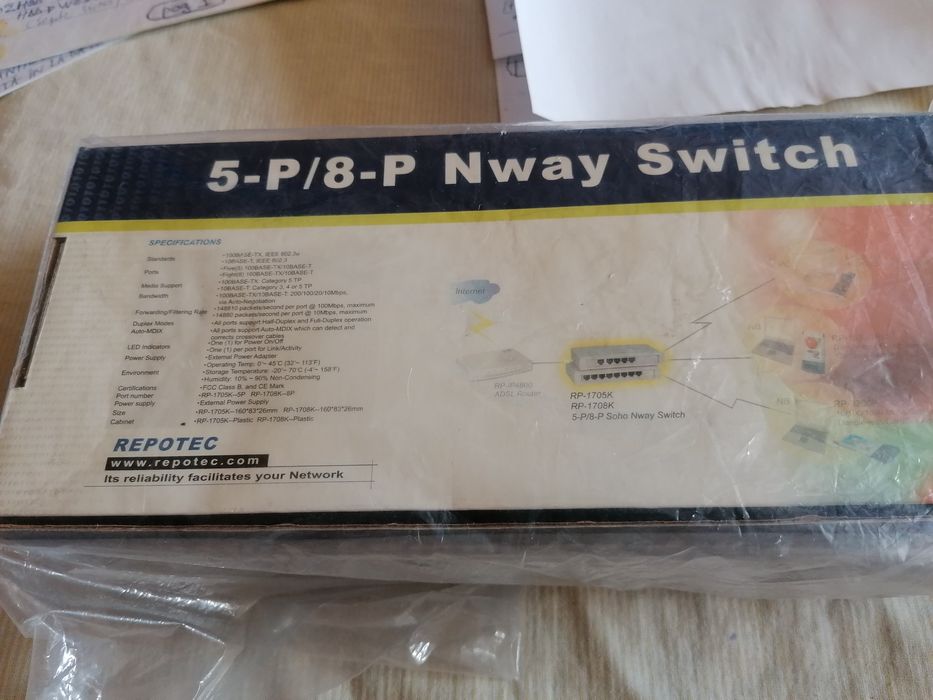 (pag 1)
5-P/8-P Nway Switch
SPECIFICATIONS
Standards •100BASE-TX, IEEE 802.3u
•10BASE-T, IEEE 802.3
Ports •Five(5) 100BASE-TX/10BASE-T
•Eight(8) 100BASE-TX/10BASE-T
Media Support •100BASE-TX: Category 5 TP
•10BASE-T: Category 3, 4 or 5 TP
Bandwidth •100BASE-TX/10BASE-T: 200/100/20/10Mbps,
via Auto-Negotiation
Forwarding/Filtering Rate •148810 packets/second per port @ 100Mbps, maximum
•14880 packets/second per port @ 10Mbps, maximum
Duplex Modes •All ports support Half-Duplex and Full-Duplex operation
Auto-MDIX •All ports support Auto-MDIX which can detect and
correct crossover cables
LED Indicators •One (1) for Power On/Off
•One (1) per port for Link/Activity
Power Supply •External Power Adapter
Environment •Operating Temp: 0~ 45°C (32°~ 113°F)
•Storage Temperature: -20°~ 70°C (-4°~ 158°F)
•Humidity: 10% ~ 90% Non-Condensing
Certifications •FCC Class B, and CE Mark
Port number •RP-1705K-5P RP-1708K-8P
Power supply •External Power Supply
Size •RP-1705K--160*83*26mm RP-1708K--160*83*26mm
Cabinet •RP-1705K--Plastic RP-1708K--Plastic
REPOTEC
www.repotec.com
Its reliability facilitates your Network
Internet
RP-IP4800
ADSL Router
RP-1705K
RP-1708K
5-P/8-P Soho Nway Switch
NB
NB